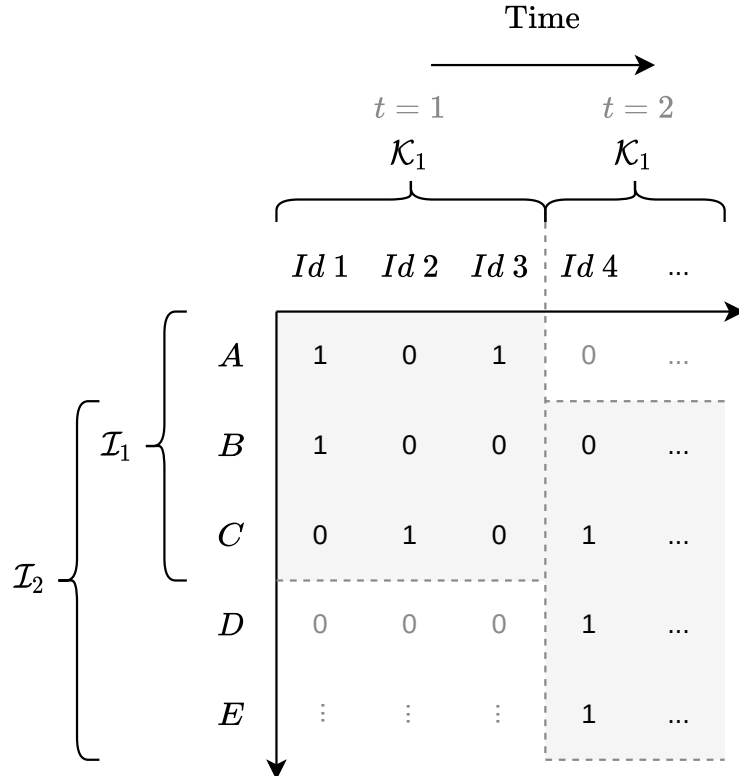 Time
t = 1 t = 2
𝒦₁ 𝒦₁
Id 1 Id 2 Id 3 Id 4 ...
A 1 0 1 0 ...
B 1 0 0 0 ...
ℐ₁
C 0 1 0 1 ...
ℐ₂
D 0 0 0 1 ...
E ⋮ ⋮ ⋮ 1 ...